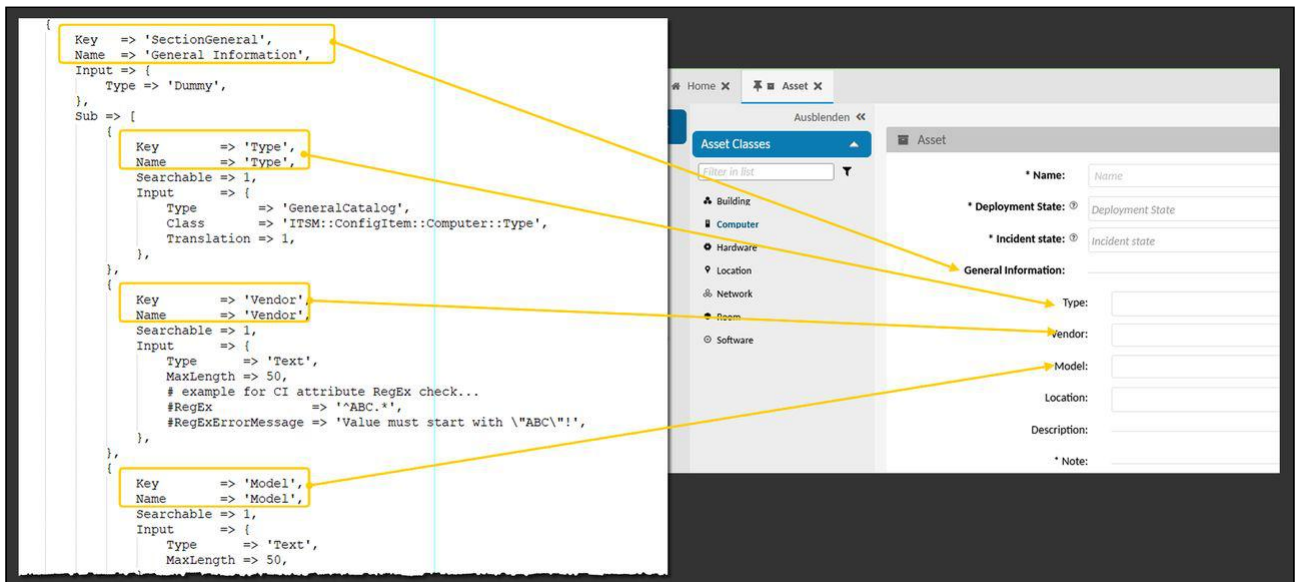 {
Key => 'SectionGeneral',
Name => 'General Information',
Input => {
Type => 'Dummy',
},
Sub => [
{
Key => 'Type',
Name => 'Type',
Searchable => 1,
Input => {
Type => 'GeneralCatalog',
Class => 'ITSM::ConfigItem::Computer::Type',
Translation => 1,
},
},
{
Key => 'Vendor',
Name => 'Vendor',
Searchable => 1,
Input => {
Type => 'Text',
MaxLength => 50,
# example for CI attribute RegEx check...
#RegEx => '^ABC.*',
#RegExErrorMessage => 'Value must start with \"ABC\"!',
},
},
{
Key => 'Model',
Name => 'Model',
Searchable => 1,
Input => {
Type => 'Text',
MaxLength => 50,
Home
Asset
Ausblenden
Asset Classes
Filter in list
Building
Computer
Hardware
Location
Network
Room
Software
Asset
* Name: Name
* Deployment State: Deployment State
* Incident state: Incident state
General Information:
Type:
Vendor:
Model:
Location:
Description:
* Note: